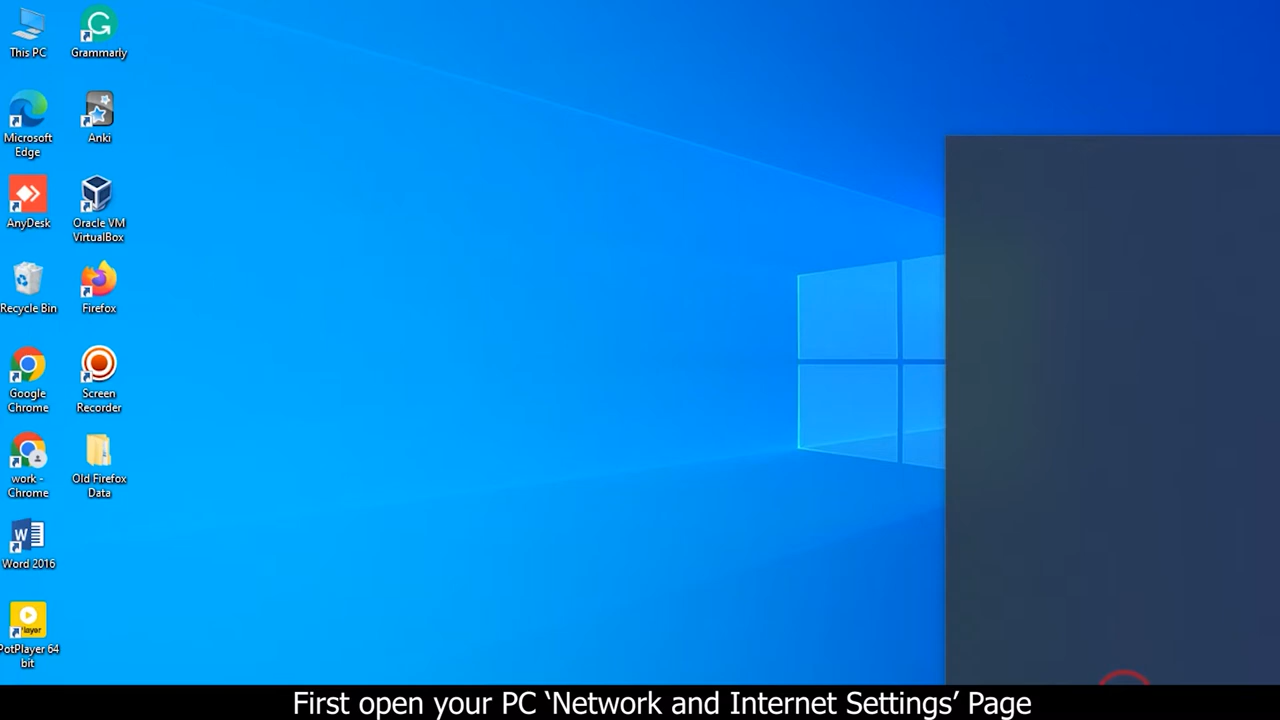 This PC
Grammarly
Microsoft
Edge
Anki
AnyDesk
Oracle VM
VirtualBox
Recycle Bin
Firefox
Google
Chrome
Screen
Recorder
work -
Chrome
Old Firefox
Data
Word 2016
PotPlayer 64
bit
First open your PC ‘Network and Internet Settings’ Page